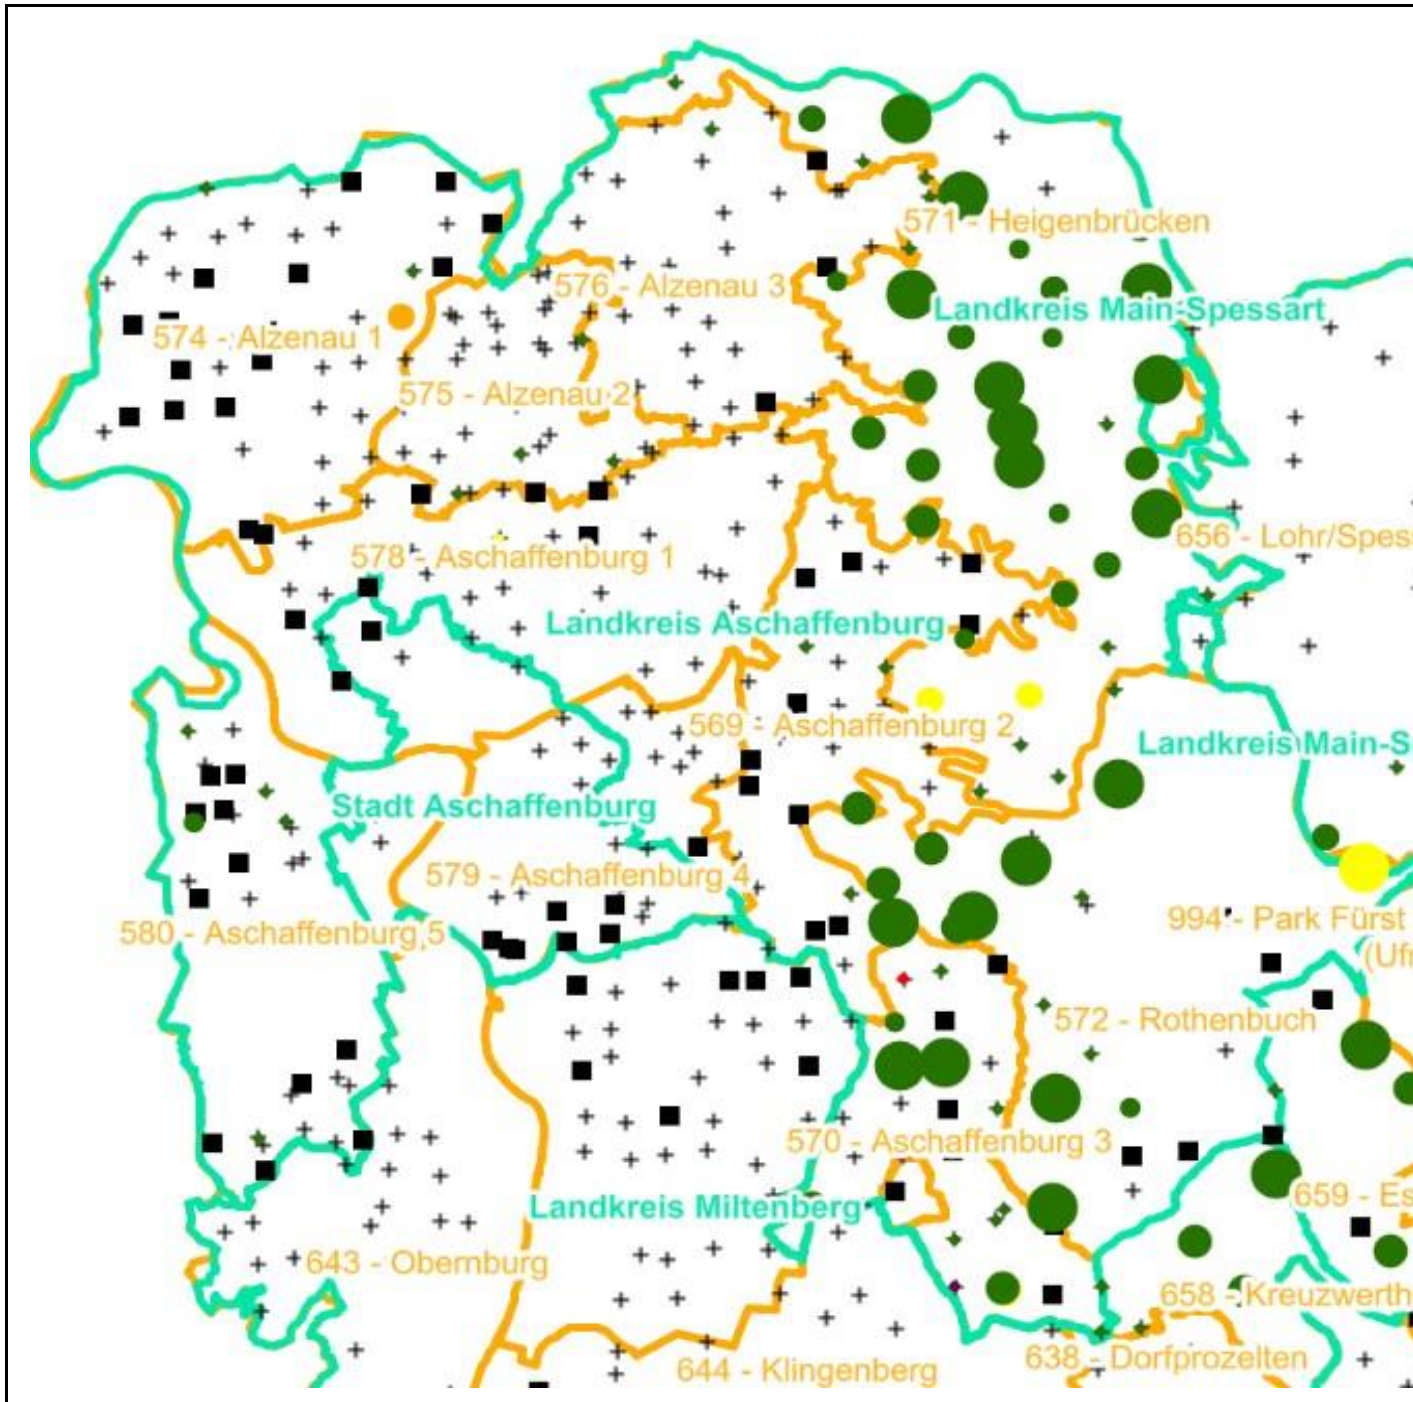 571 - Heigenbrücken
576 - Alzenau 3
Landkreis Main-Spessart
574 - Alzenau 1
575 - Alzenau 2
656 - Lohr/Spess
578 - Aschaffenburg 1
Landkreis Aschaffenburg
569 - Aschaffenburg 2
Landkreis Main-S
Stadt Aschaffenburg
579 - Aschaffenburg 4
994 - Park Fürst
580 - Aschaffenburg 5
(Ufr
572 - Rothenbuch
570 - Aschaffenburg 3
659 - Es
Landkreis Miltenberg
643 - Obernburg
658 - Kreuzwerth
638 - Dorfprozelten
644 - Klingenberg